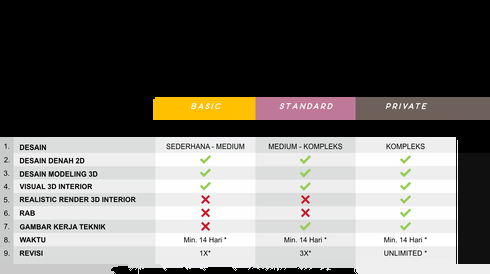 BASIC STANDARD PRIVATE
1. DESAIN SEDERHANA - MEDIUM MEDIUM - KOMPLEKS KOMPLEKS
2. DESAIN DENAH 2D
3. DESAIN MODELING 3D
4. VISUAL 3D INTERIOR
5. REALISTIC RENDER 3D INTERIOR
6. RAB
7. GAMBAR KERJA TEKNIK
8. WAKTU Min. 14 Hari * Min. 14 Hari * Min. 14 Hari *
9. REVISI 1X* 3X* UNLIMITED *